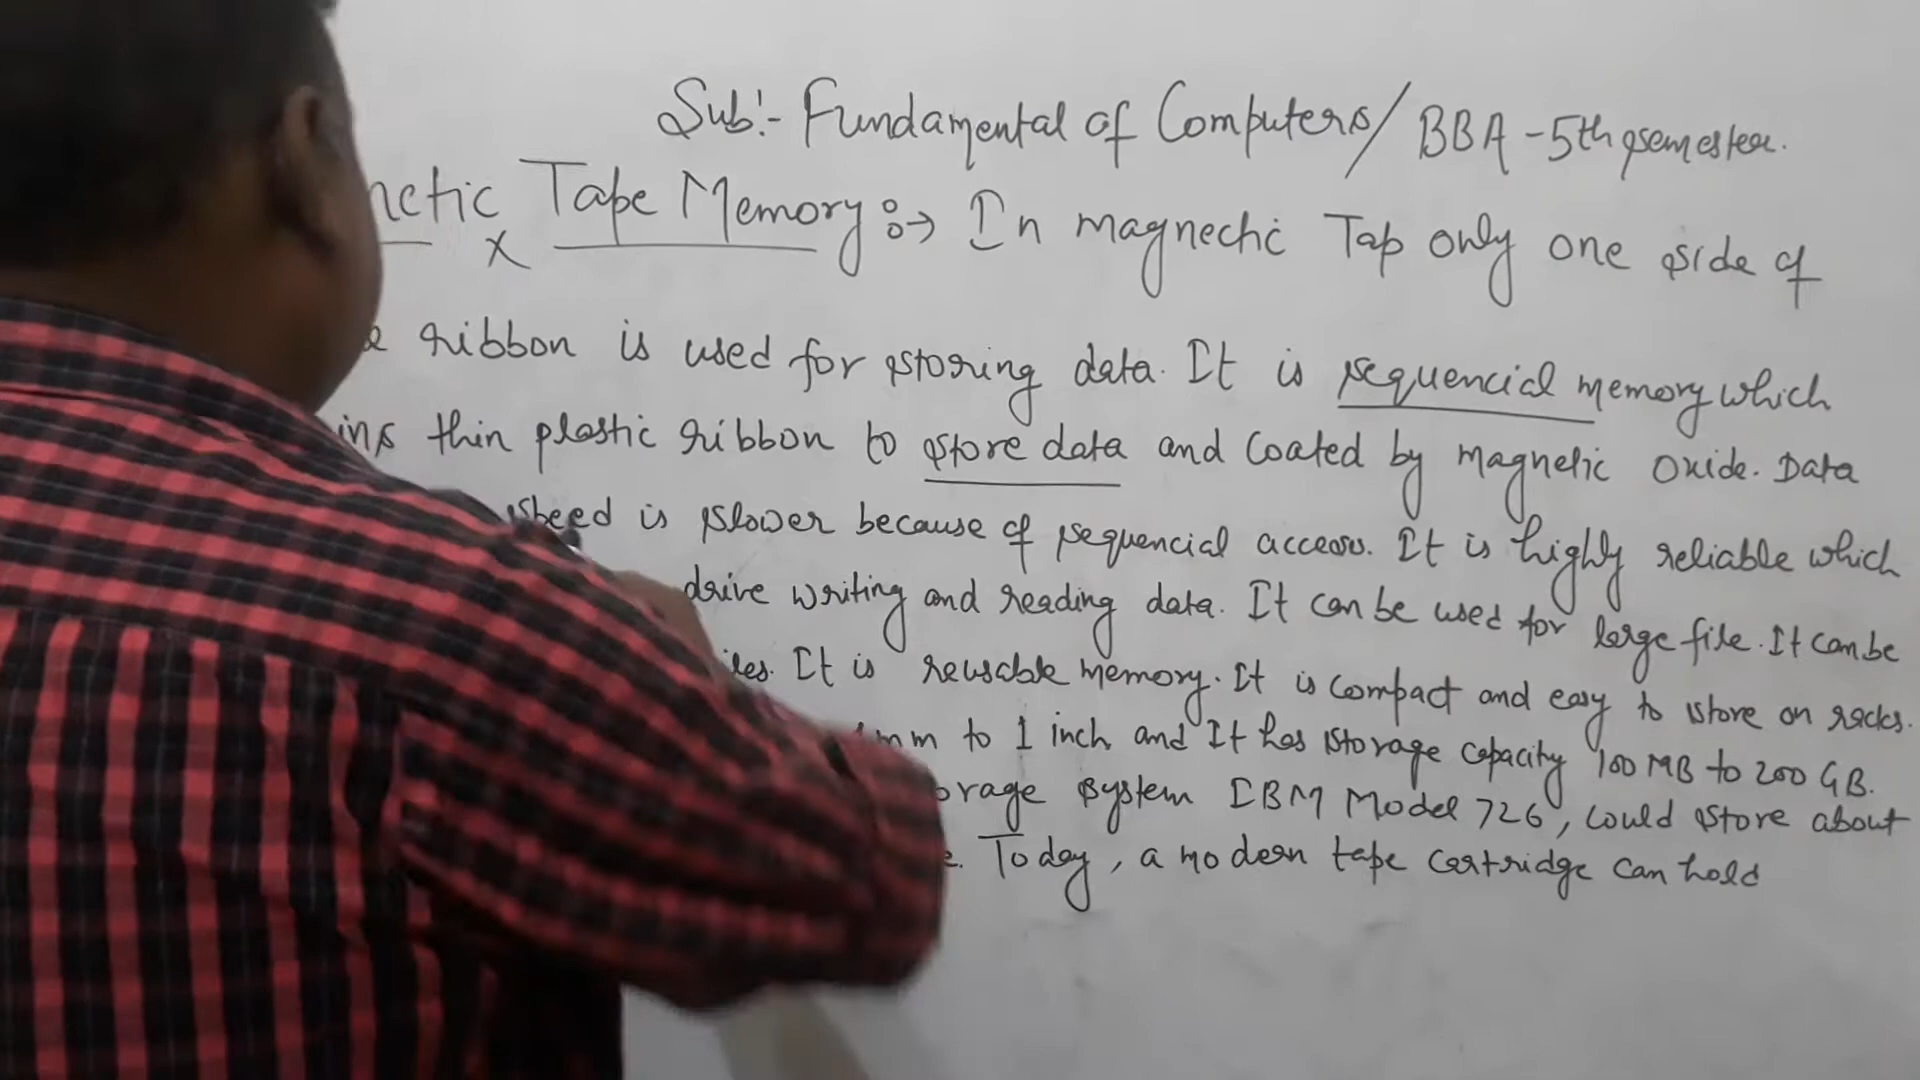 Sub:- Fundamental of Computers/BBA-5th semester.
netic Tape Memory:→ In magnectic Tap only one side of
ribbon is used for storing data. It is sequencial memory which
ins thin plastic ribbon to store data and coated by magnetic oxide. Data
speed is slower because of sequencial access. It is highly reliable which
drive writing and reading data. It can be used for large file. It can be
les. It is reusable memory. It is compact and easy to store on racks.
mm to 1 inch and It has storage capacity 100 MB to 200 GB.
orage system IBM Model 726, could store about
e. Today, a modern tape cartridge can hold